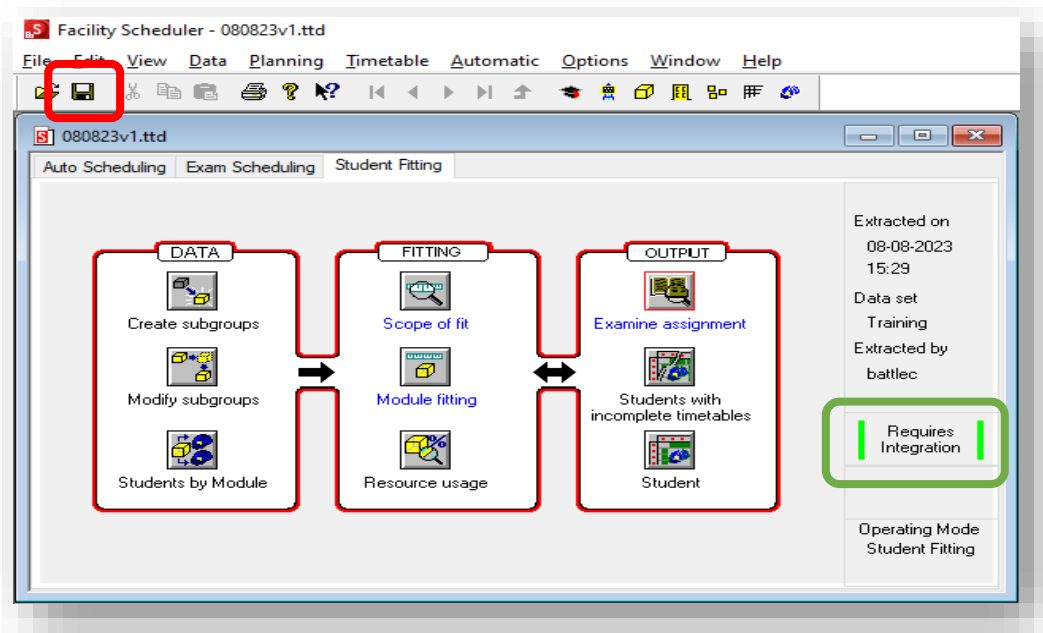 Facility Scheduler - 080823v1.ttd
File Edit View Data Planning Timetable Automatic Options Window Help
080823v1.ttd
Auto Scheduling Exam Scheduling Student Fitting
DATA
Create subgroups
Modify subgroups
Students by Module
FITTING
Scope of fit
Module fitting
Resource usage
OUTPUT
Examine assignment
Students with
incomplete timetables
Student
Extracted on
08-08-2023
15:29
Data set
Training
Extracted by
battlec
Requires
Integration
Operating Mode
Student Fitting